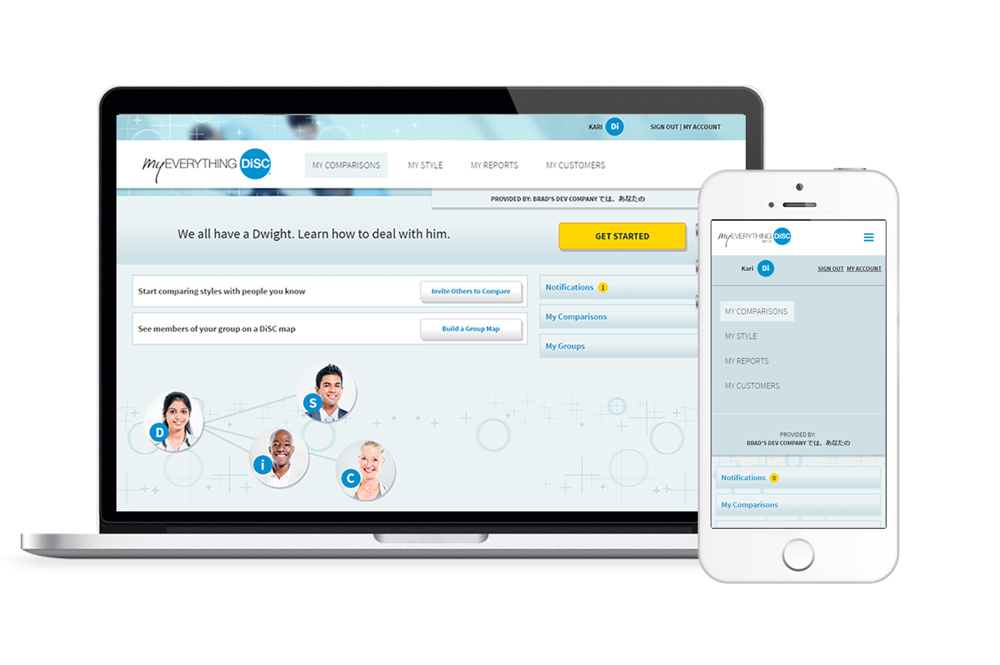 KARI Di SIGN OUT | MY ACCOUNT
my EVERYTHING DiSC MY COMPARISONS MY STYLE MY REPORTS MY CUSTOMERS
PROVIDED BY: BRAD'S DEV COMPANY では、あなたの
We all have a Dwight. Learn how to deal with him. GET STARTED
Start comparing styles with people you know Invite Others to Compare
See members of your group on a DiSC map Build a Group Map
Notifications 1
My Comparisons
My Groups
S
D
i
C
my EVERYTHING DiSC
BETA
Kari Di SIGN OUT MY ACCOUNT
MY COMPARISONS
MY STYLE
MY REPORTS
MY CUSTOMERS
PROVIDED BY:
BRAD'S DEV COMPANY では、あなたの
Notifications 0
My Comparisons